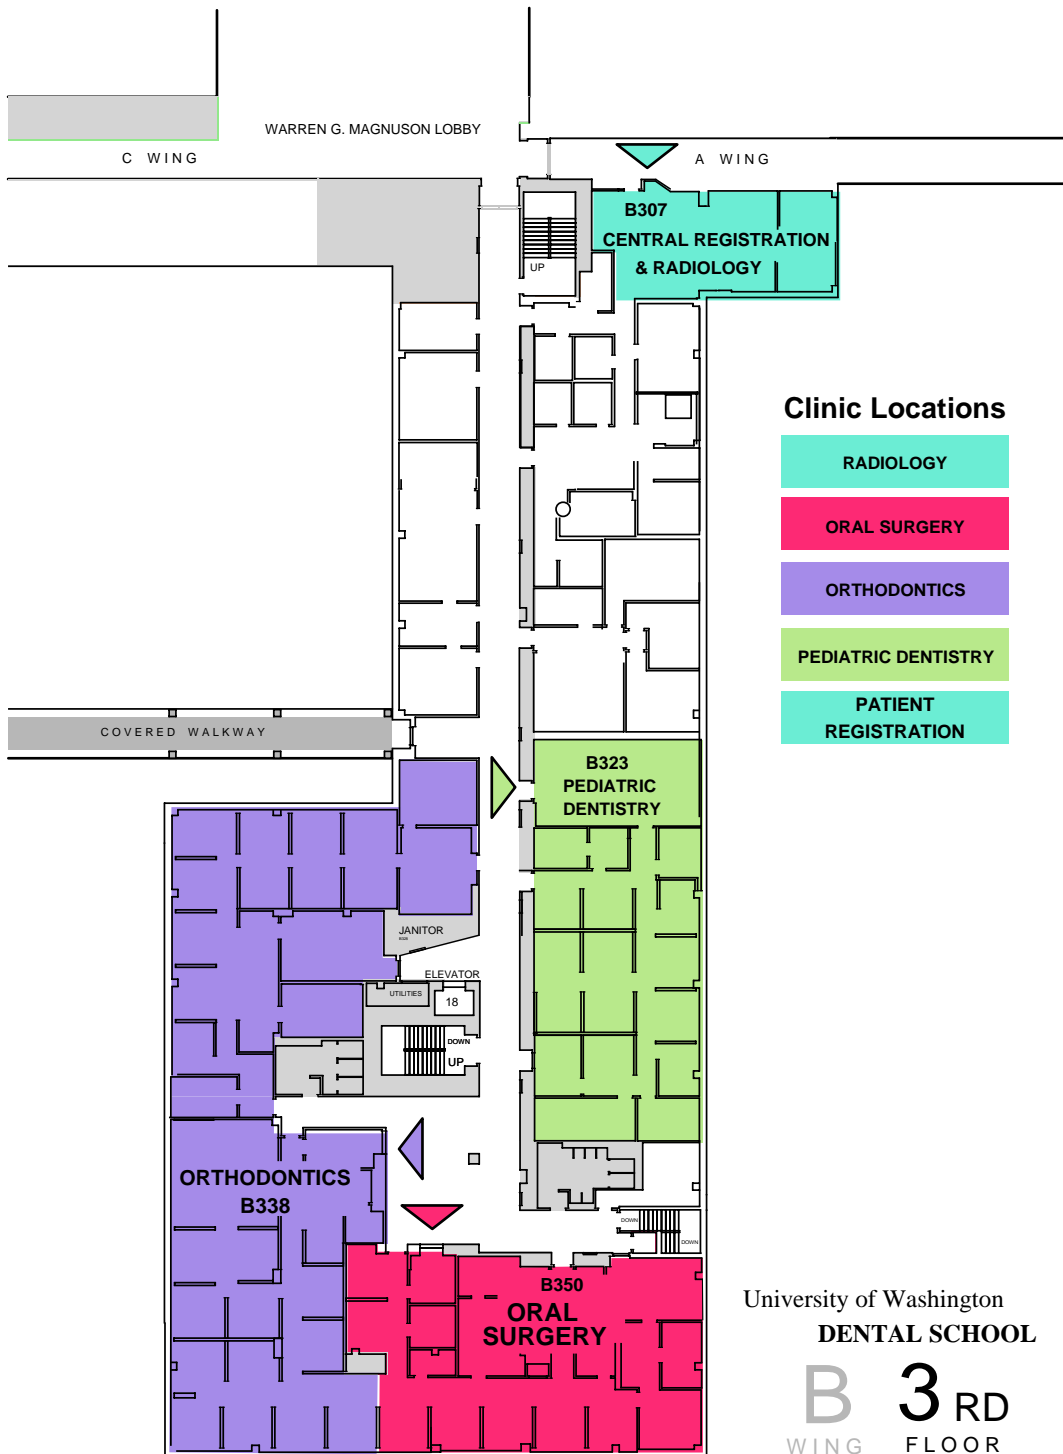 WARREN G. MAGNUSON LOBBY
C WING
A WING
B307
CENTRAL REGISTRATION
& RADIOLOGY
UP
Clinic Locations
RADIOLOGY
ORAL SURGERY
ORTHODONTICS
PEDIATRIC DENTISTRY
PATIENT
REGISTRATION
COVERED WALKWAY
B323
PEDIATRIC
DENTISTRY
JANITOR
ELEVATOR
UTILITIES
18
DOWN
UP
ORTHODONTICS
B338
DOWN
DOWN
B350
ORAL
SURGERY
University of Washington
DENTAL SCHOOL
B
WING
3 RD
FLOOR